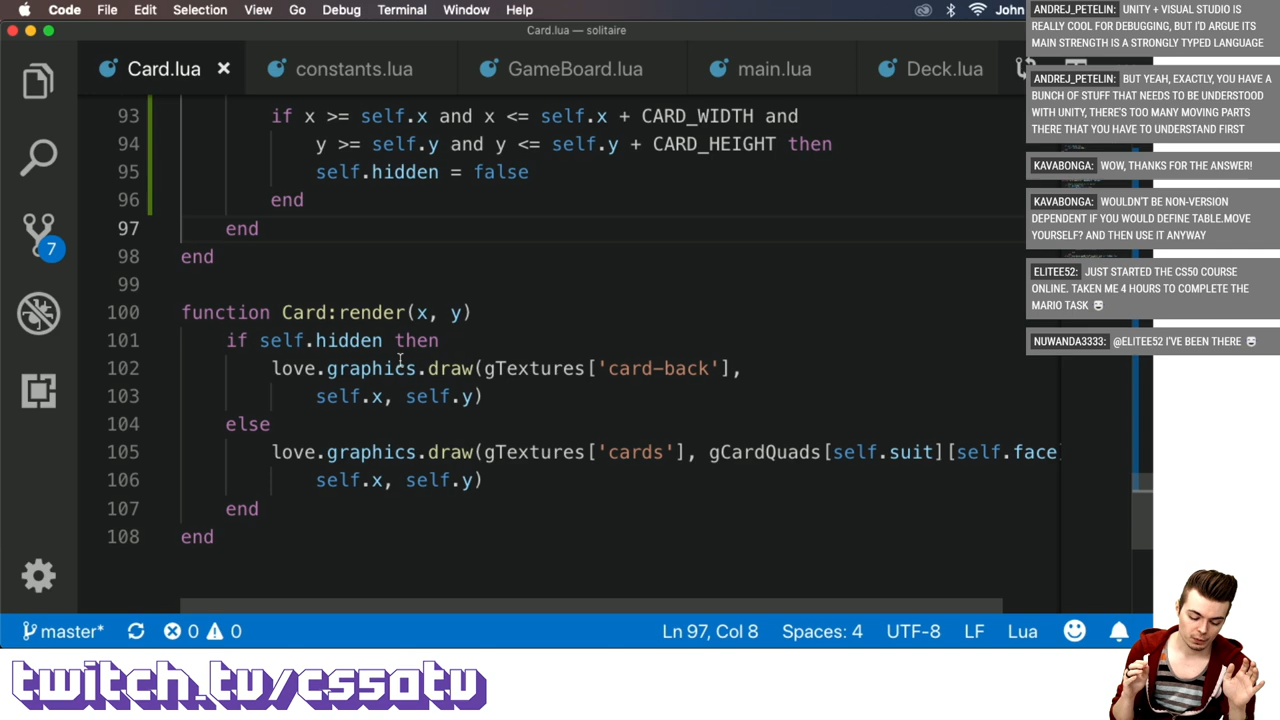 Code File Edit Selection View Go Debug Terminal Window Help John
Card.lua — solitaire
Card.lua constants.lua GameBoard.lua main.lua Deck.lua
93 if x >= self.x and x <= self.x + CARD_WIDTH and
94 y >= self.y and y <= self.y + CARD_HEIGHT then
95 self.hidden = false
96 end
97 end
98 end
99
100 function Card:render(x, y)
101 if self.hidden then
102 love.graphics.draw(gTextures['card-back'],
103 self.x, self.y)
104 else
105 love.graphics.draw(gTextures['cards'], gCardQuads[self.suit][self.face]
106 self.x, self.y)
107 end
108 end
7
master* 0 0 Ln 97, Col 8 Spaces: 4 UTF-8 LF Lua
ANDREJ_PETELIN: UNITY + VISUAL STUDIO IS
REALLY COOL FOR DEBUGGING, BUT I'D ARGUE ITS
MAIN STRENGTH IS A STRONGLY TYPED LANGUAGE
ANDREJ_PETELIN: BUT YEAH, EXACTLY, YOU HAVE A
BUNCH OF STUFF THAT NEEDS TO BE UNDERSTOOD
WITH UNITY, THERE'S TOO MANY MOVING PARTS
THERE THAT YOU HAVE TO UNDERSTAND FIRST
KAVABONGA: WOW, THANKS FOR THE ANSWER!
KAVABONGA: WOULDN'T BE NON-VERSION
DEPENDENT IF YOU WOULD DEFINE TABLE.MOVE
YOURSELF? AND THEN USE IT ANYWAY
ELITEE52: JUST STARTED THE CS50 COURSE
ONLINE. TAKEN ME 4 HOURS TO COMPLETE THE
MARIO TASK
NUWANDA3333: @ELITEE52 I'VE BEEN THERE
twitch.tv/cs50tv